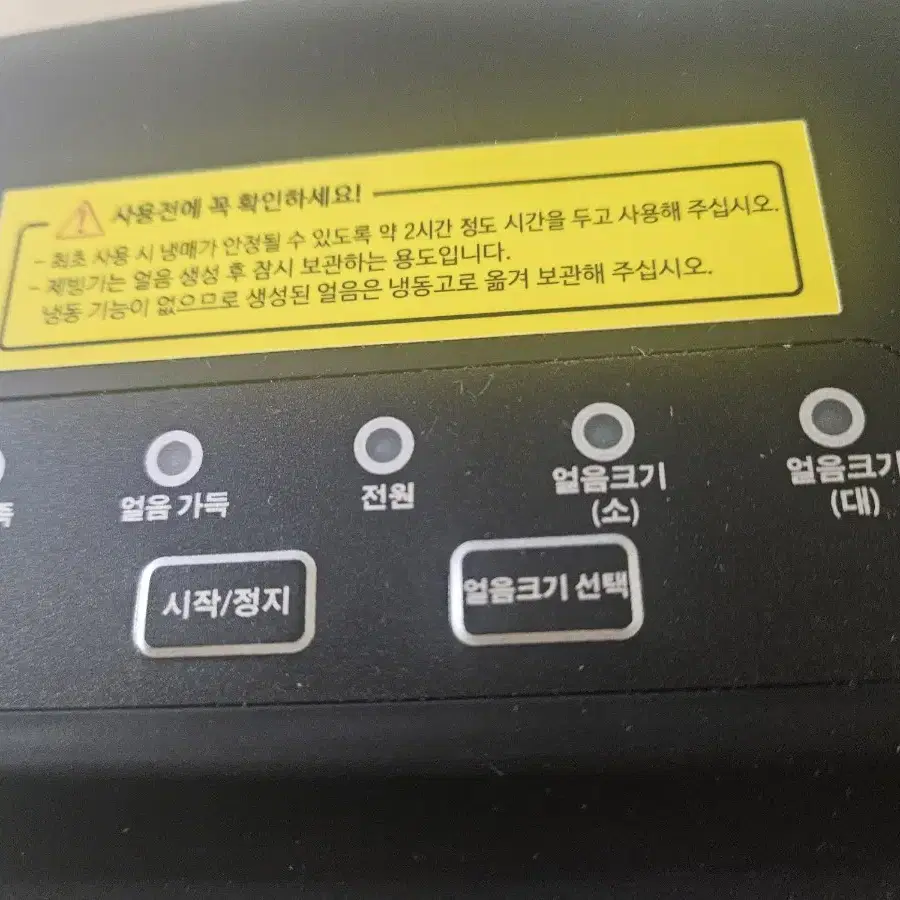 사용전에 꼭 확인하세요!
- 최초 사용 시 냉매가 안정될 수 있도록 약 2시간 정도 시간을 두고 사용해 주십시오.
- 제빙기는 얼음 생성 후 잠시 보관하는 용도입니다.
냉동 기능이 없으므로 생성된 얼음은 냉동고로 옮겨 보관해 주십시오.
얼음 가득
전원
얼음크기
(소)
얼음크기
(대)
시작/정지
얼음크기 선택